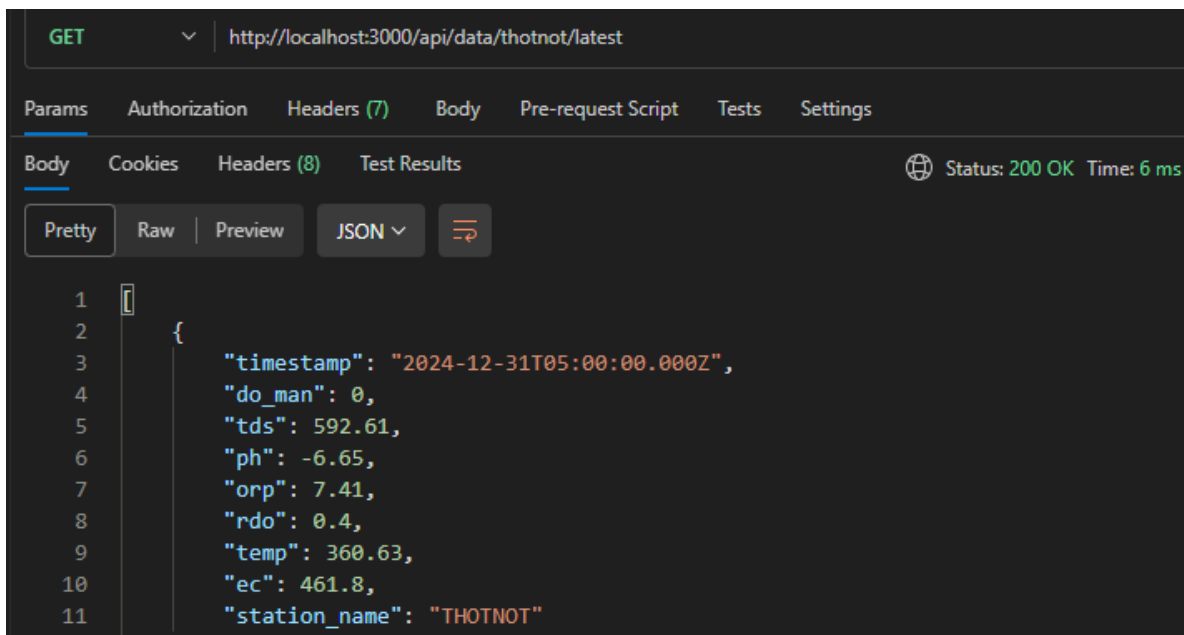 GET http://localhost:3000/api/data/thotnot/latest
Params Authorization Headers (7) Body Pre-request Script Tests Settings
Body Cookies Headers (8) Test Results Status: 200 OK Time: 6 ms
Pretty Raw Preview JSON
1 [
2 {
3 "timestamp": "2024-12-31T05:00:00.000Z",
4 "do_man": 0,
5 "tds": 592.61,
6 "ph": -6.65,
7 "orp": 7.41,
8 "rdo": 0.4,
9 "temp": 360.63,
10 "ec": 461.8,
11 "station_name": "THOTNOT"